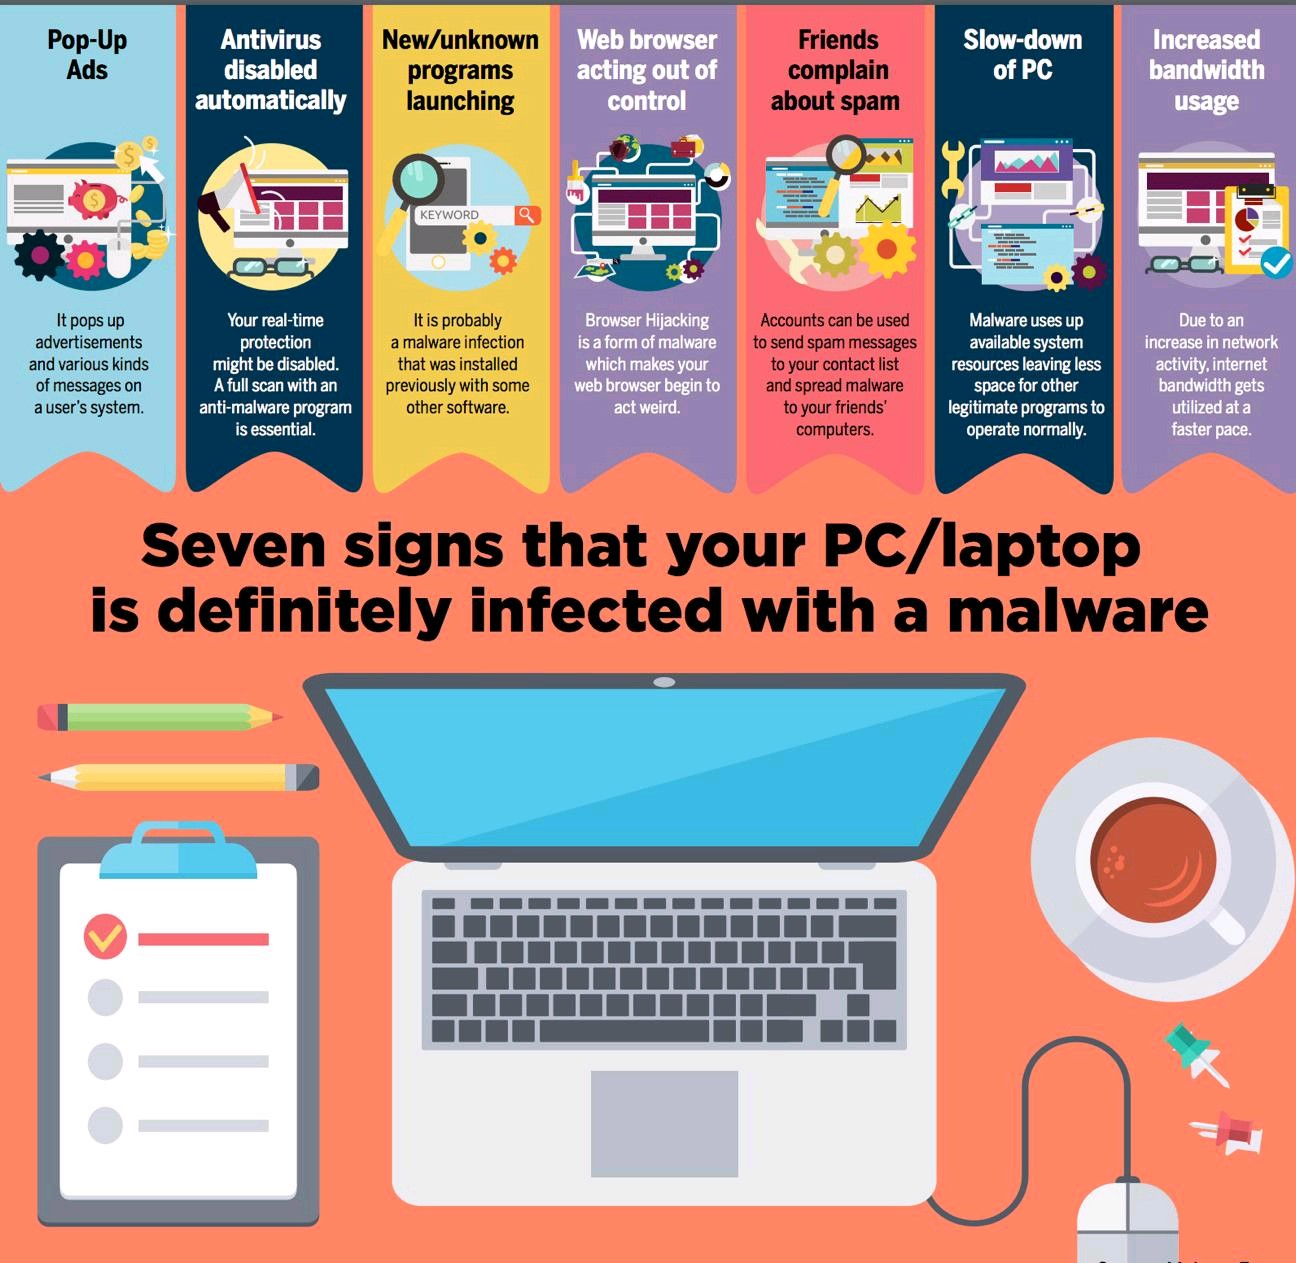 Pop-Up
Ads
It pops up
advertisements
and various kinds
of messages on
a user's system.
Antivirus
disabled
automatically
Your real-time
protection
might be disabled.
A full scan with an
anti-malware program
is essential.
New/unknown
programs
launching
KEYWORD
It is probably
a malware infection
that was installed
previously with some
other software.
Web browser
acting out of
control
Browser Hijacking
is a form of malware
which makes your
web browser begin to
act weird.
Friends
complain
about spam
Accounts can be used
to send spam messages
to your contact list
and spread malware
to your friends'
computers.
Slow-down
of PC
Malware uses up
available system
resources leaving less
space for other
legitimate programs to
operate normally.
Increased
bandwidth
usage
Due to an
increase in network
activity, internet
bandwidth gets
utilized at a
faster pace.
Seven signs that your PC/laptop
is definitely infected with a malware